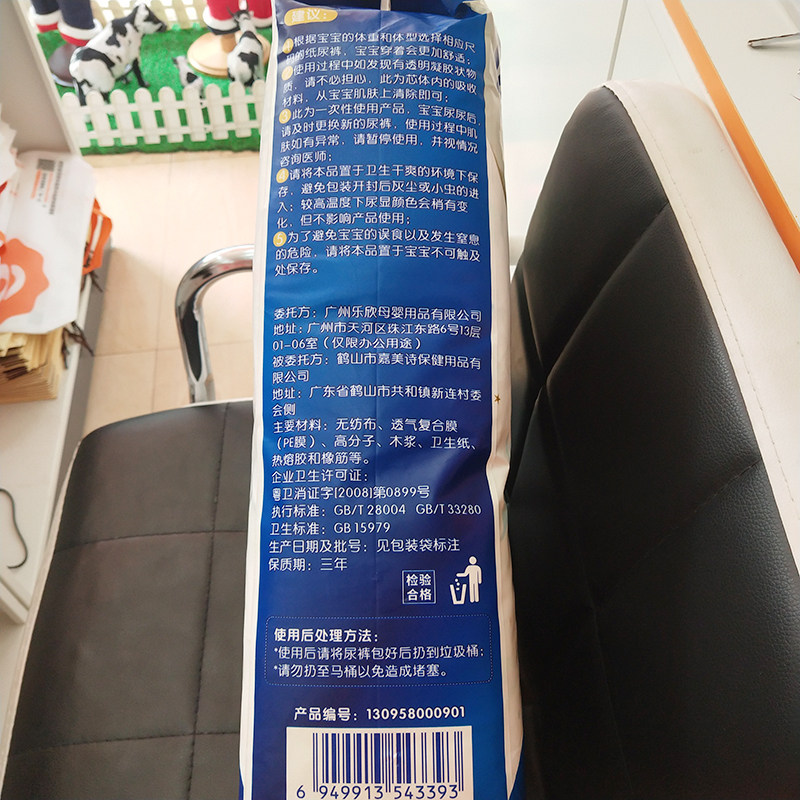 建议：
1 根据宝宝的体重和体型选择相应尺
的纸尿裤，宝宝穿着会更加舒适；
使用过程中如发现有透明凝胶状物
质，请不必担心，此为芯体内的吸收
材料，从宝宝肌肤上清除即可；
3 此为一次性使用产品，宝宝尿尿后，
请及时更换新的尿裤，使用过程中肌
肤如有异常，请暂停使用，并视情况
咨询医师；
4 请将本品置于卫生干爽的环境下保
存，避免包装开封后灰尘或小虫的进
入；较高温度下尿显颜色会稍有变
化，但不影响产品使用；
5 为了避免宝宝的误食以及发生窒息
的危险，请将本品置于宝宝不可触及
处保存。
委托方：广州乐欣母婴用品有限公司
地址：广州市天河区珠江东路6号13层
01-06室（仅限办公用途）
被委托方：鹤山市嘉美诗保健用品有
限公司
地址：广东省鹤山市共和镇新连村委
会侧
主要材料：无纺布、透气复合膜
（PE膜）、高分子、木浆、卫生纸、
热熔胶和橡筋等。
企业卫生许可证：
粤卫消证字[2008]第0899号
执行标准：GB/T 28004 GB/T 33280
卫生标准：GB 15979
生产日期及批号：见包装袋标注
保质期：三年
检验
合格
使用后处理方法：
*使用后请将尿裤包好后扔到垃圾桶；
*请勿扔至马桶以免造成堵塞。
产品编号：130958000901
6 949913 543393